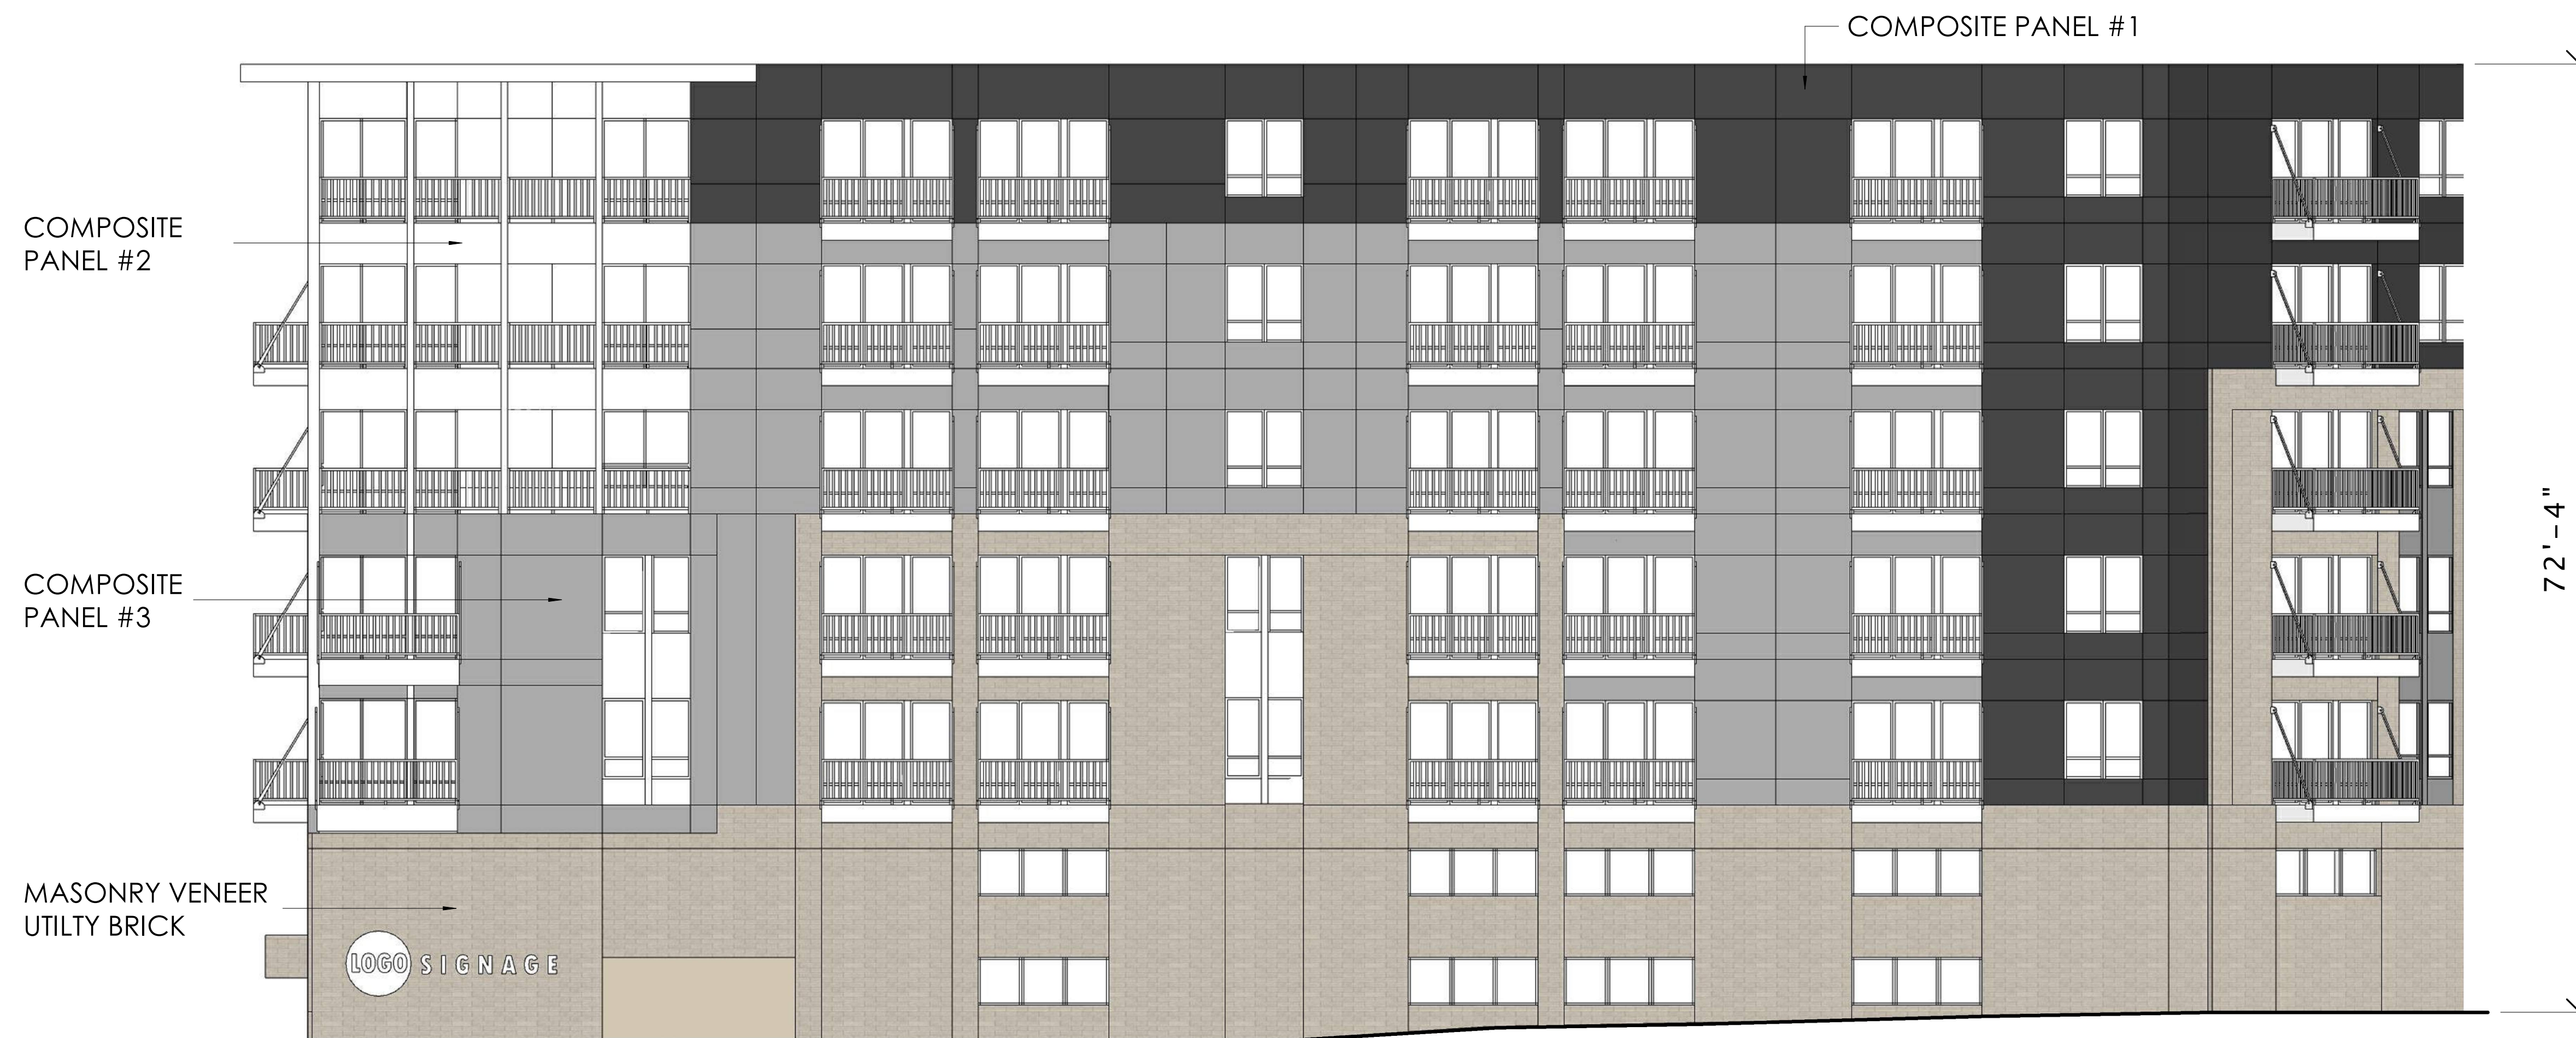 COMPOSITE PANEL #1
COMPOSITE
PANEL #2
COMPOSITE
PANEL #3
72'-4"
MASONRY VENEER
UTILTY BRICK
LOGO SIGNAGE